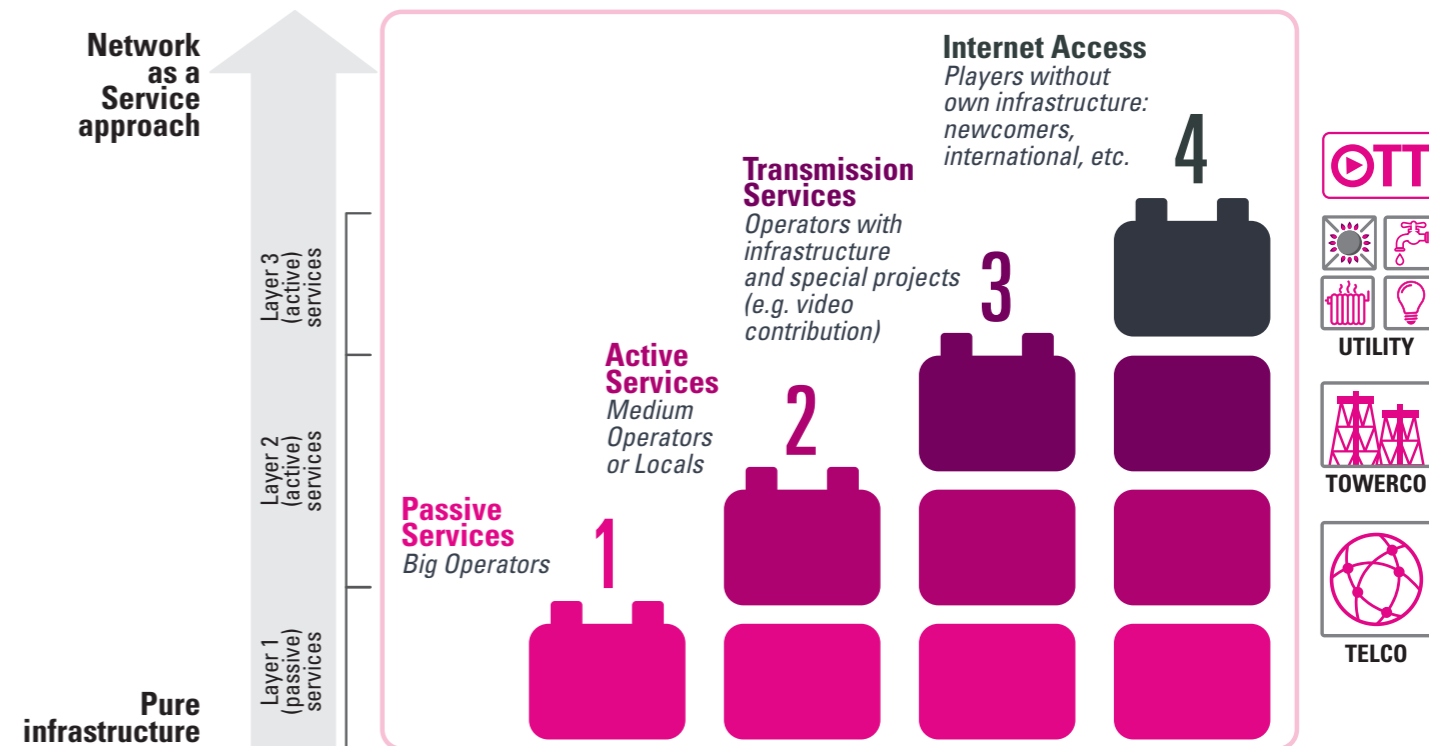 Network
as a
Service
approach
Layer 3
(active)
services
Layer 2
(active)
services
Layer 1
(passive)
services
Pure
infrastructure
Passive
Services
Big Operators
1
Active
Services
Medium
Operators
or Locals
2
Transmission
Services
Operators with
infrastructure
and special projects
(e.g. video
contribution)
3
Internet Access
Players without
own infrastructure:
newcomers,
international, etc.
4
OTT
UTILITY
TOWERCO
TELCO